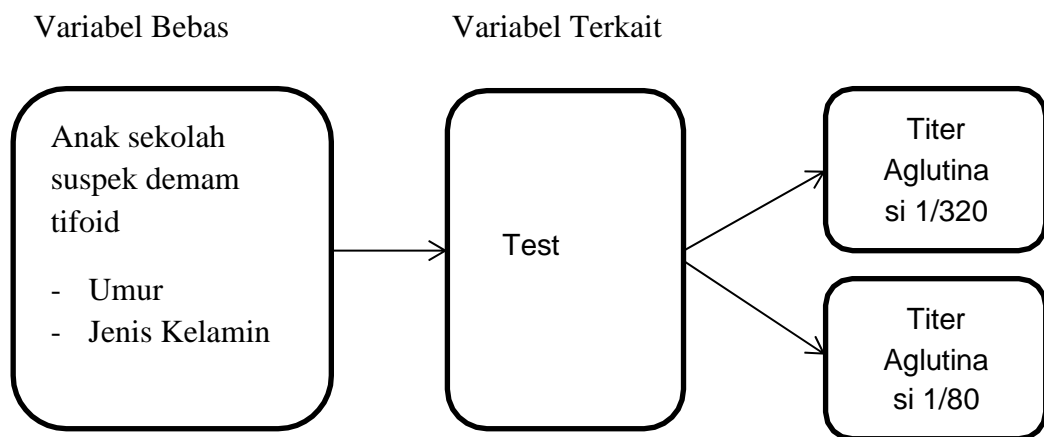 Variabel Bebas
Variabel Terkait
Anak sekolah
suspek demam
tifoid
- Umur
- Jenis Kelamin
Test
Titer
Aglutina
si 1/320
Titer
Aglutina
si 1/80